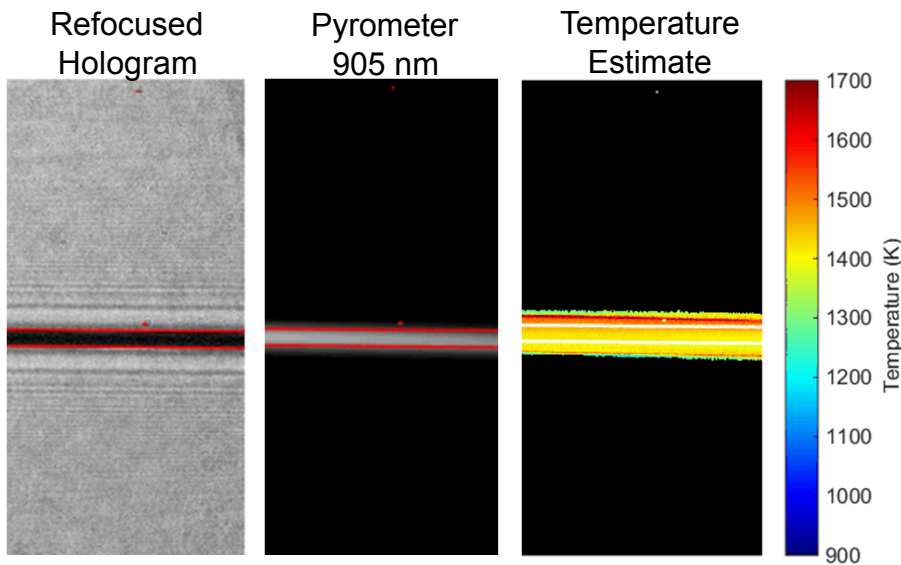 Refocused
Hologram
Pyrometer
905 nm
Temperature
Estimate
1700
1600
1500
1400
1300
1200
1100
1000
900
Temperature (K)